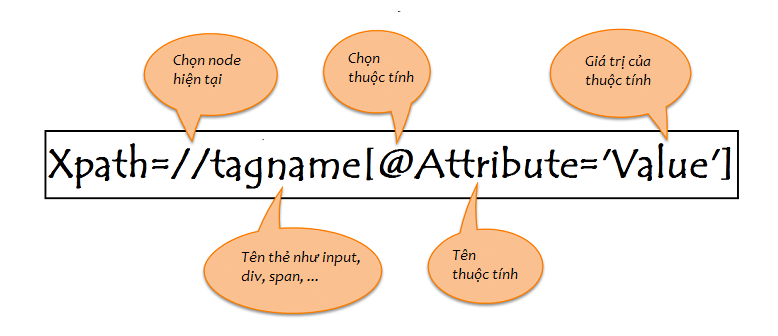 Chọn node
hiện tại
Chọn
thuộc tính
Giá trị của
thuộc tính
Xpath=//tagname[@Attribute='Value']
Tên thẻ như input,
div, span, ...
Tên
thuộc tính